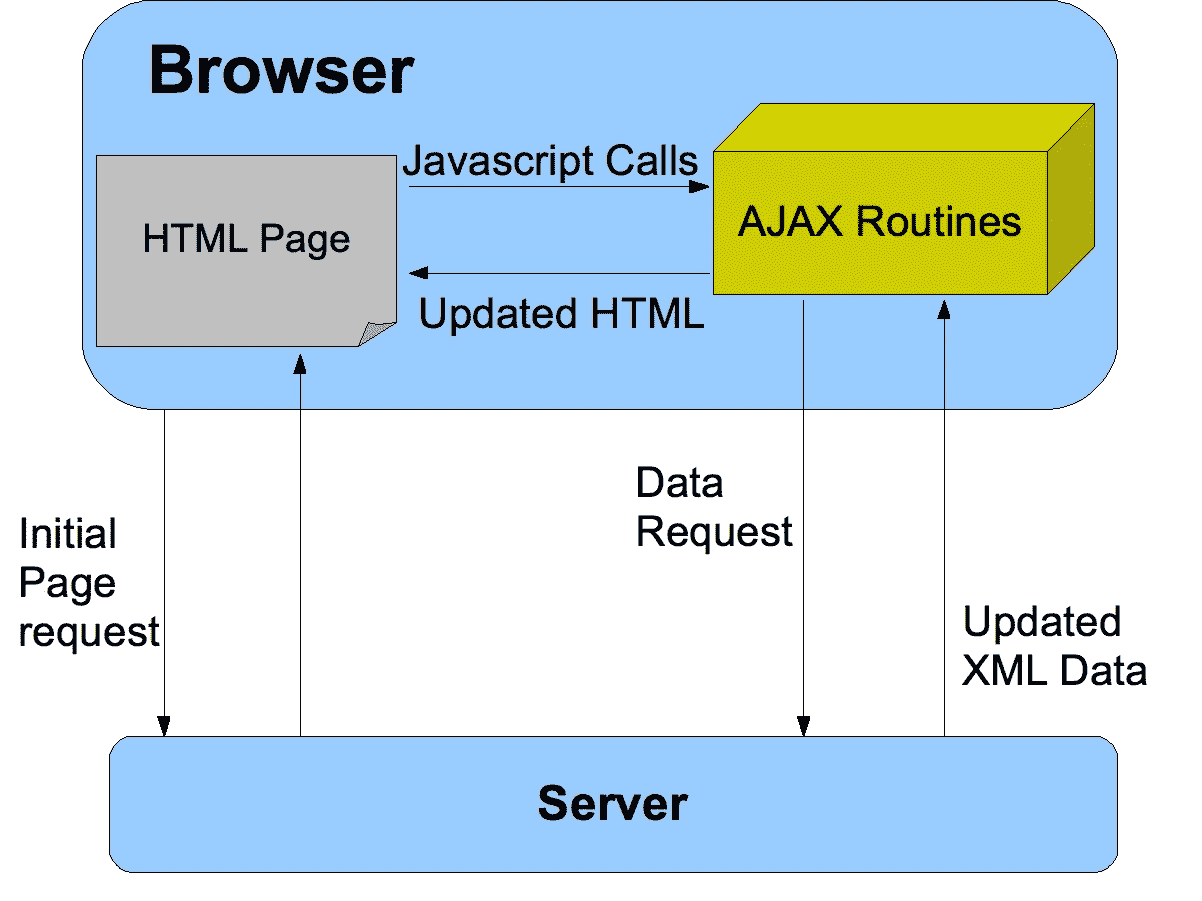 Browser
Javascript Calls
HTML Page
AJAX Routines
Updated HTML
Initial
Page
request
Data
Request
Updated
XML Data
Server